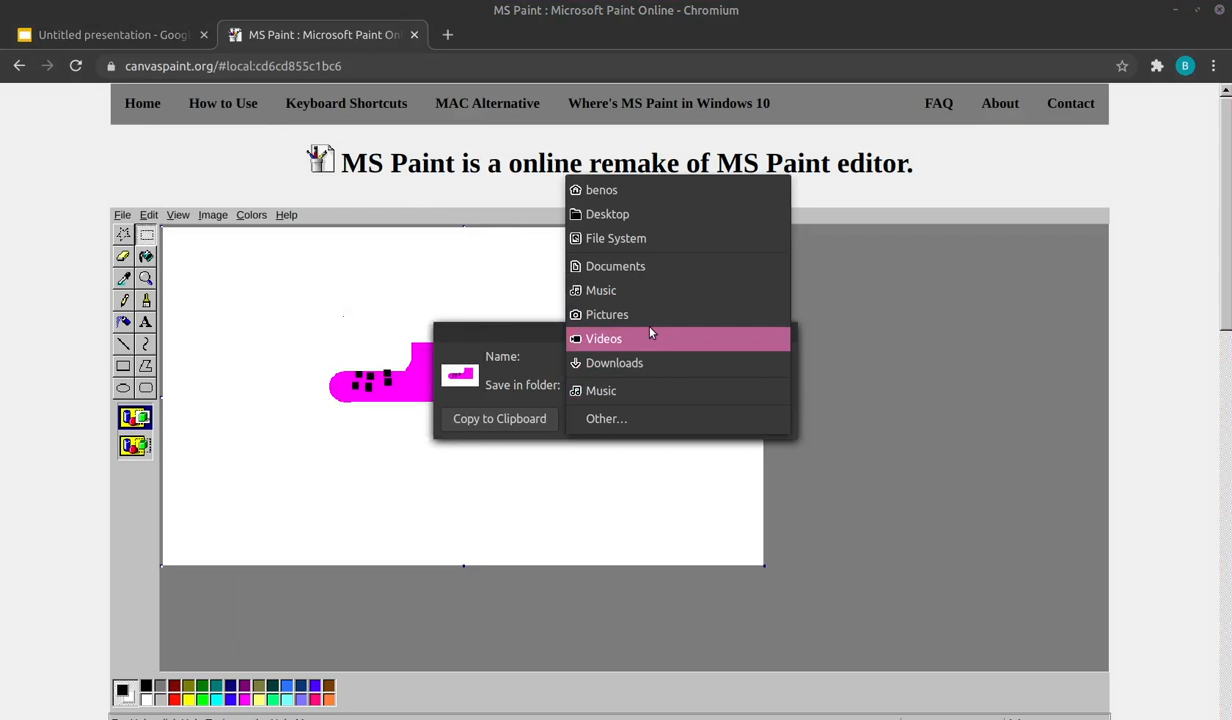 MS Paint : Microsoft Paint Online - Chromium
Untitled presentation - Goog
MS Paint : Microsoft Paint Onl
canvaspaint.org/#local:cd6cd855c1bc6
B
Home How to Use Keyboard Shortcuts MAC Alternative Where's MS Paint in Windows 10 FAQ About Contact
MS Paint is a online remake of MS Paint editor.
File Edit View Image Colors Help
benos
Desktop
File System
Documents
Music
Pictures
Videos
Downloads
Music
Other...
Name:
Save in folder:
Copy to Clipboard